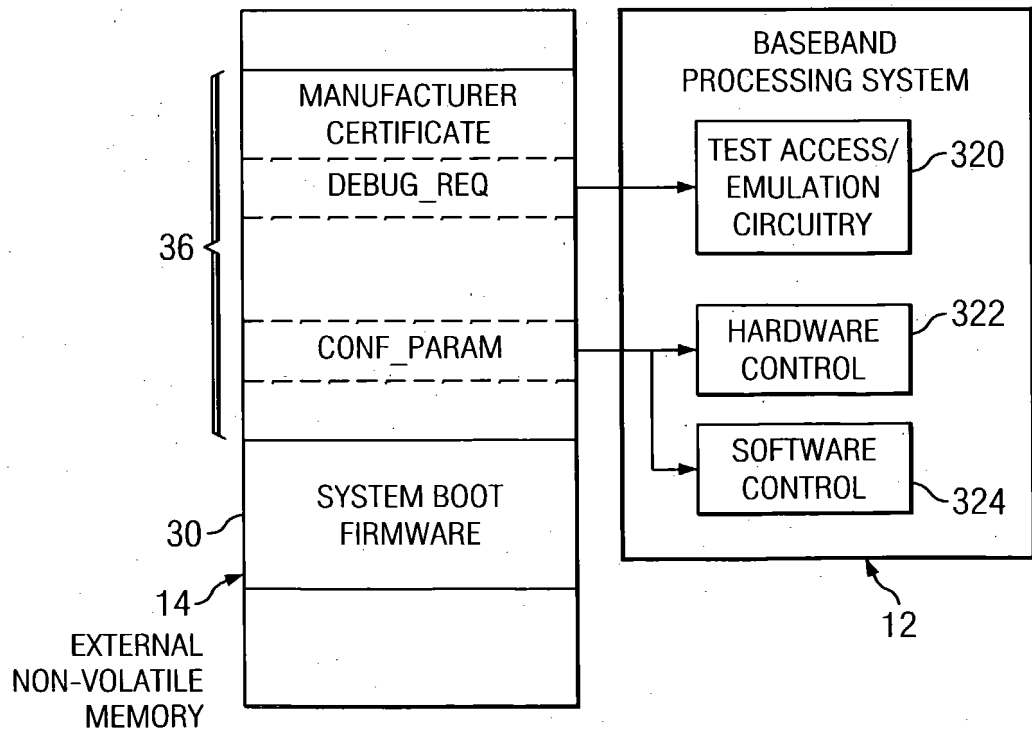 MANUFACTURER
CERTIFICATE
DEBUG_REQ
36
CONF_PARAM
SYSTEM BOOT
FIRMWARE
30
14
EXTERNAL
NON-VOLATILE
MEMORY
BASEBAND
PROCESSING SYSTEM
TEST ACCESS/
EMULATION
CIRCUITRY
320
HARDWARE
CONTROL
322
SOFTWARE
CONTROL
324
12